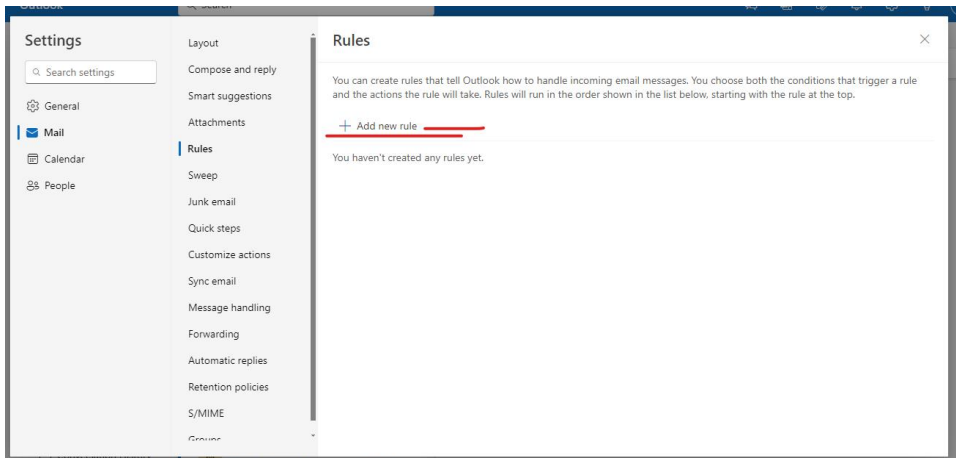 Outlook
Search
Settings
Search settings
General
Mail
Calendar
People
Layout
Compose and reply
Smart suggestions
Attachments
Rules
Sweep
Junk email
Quick steps
Customize actions
Sync email
Message handling
Forwarding
Automatic replies
Retention policies
S/MIME
Groups
Rules
You can create rules that tell Outlook how to handle incoming email messages. You choose both the conditions that trigger a rule
and the actions the rule will take. Rules will run in the order shown in the list below, starting with the rule at the top.
Add new rule
You haven't created any rules yet.